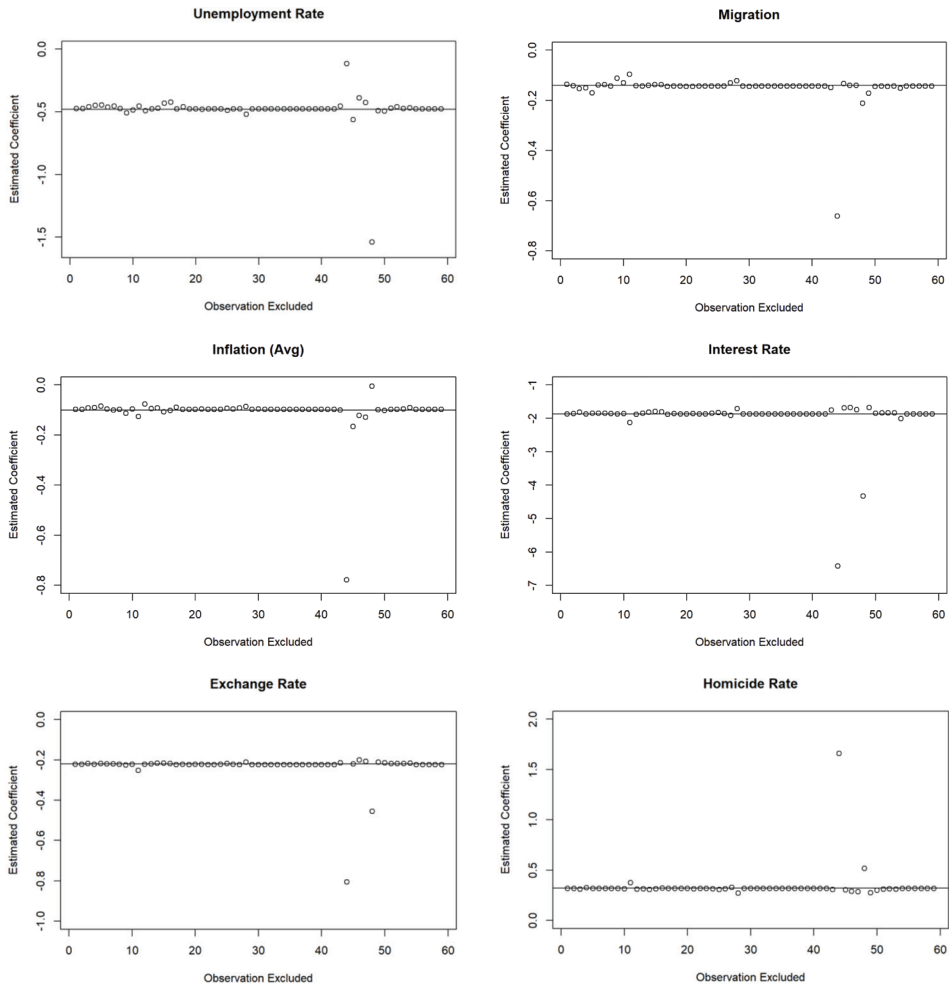 Unemployment Rate
Estimated Coefficient
0.0
-0.5
-1.0
-1.5
0 10 20 30 40 50 60
Observation Excluded
Migration
Estimated Coefficient
0.0
-0.2
-0.4
-0.6
-0.8
0 10 20 30 40 50 60
Observation Excluded
Inflation (Avg)
Estimated Coefficient
0.0
-0.2
-0.4
-0.6
-0.8
0 10 20 30 40 50 60
Observation Excluded
Interest Rate
Estimated Coefficient
-1
-2
-3
-4
-5
-6
-7
0 10 20 30 40 50 60
Observation Excluded
Exchange Rate
Estimated Coefficient
0.0
-0.2
-0.4
-0.6
-0.8
-1.0
0 10 20 30 40 50 60
Observation Excluded
Homicide Rate
Estimated Coefficient
2.0
1.5
1.0
0.5
0.0
0 10 20 30 40 50 60
Observation Excluded